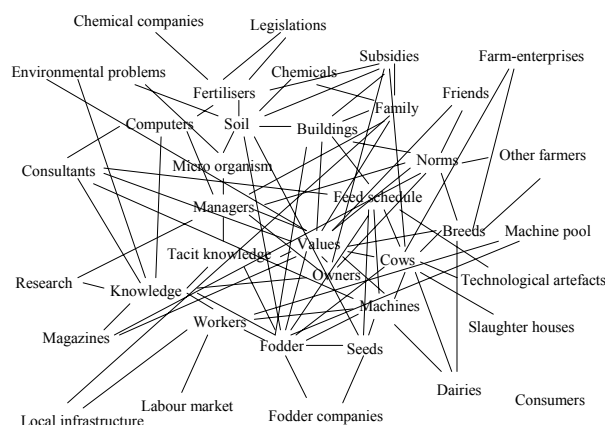 Chemical companies
Legislations
Subsidies
Farm-enterprises
Environmental problems
Chemicals
Fertilisers
Family
Friends
Computers
Soil
Buildings
Norms
Other farmers
Consultants
Micro organism
Feed schedule
Managers
Breeds
Machine pool
Values
Tacit knowledge
Cows
Owners
Technological artefacts
Research
Knowledge
Machines
Workers
Slaughter houses
Magazines
Fodder
Seeds
Dairies
Consumers
Labour market
Local infrastructure
Fodder companies